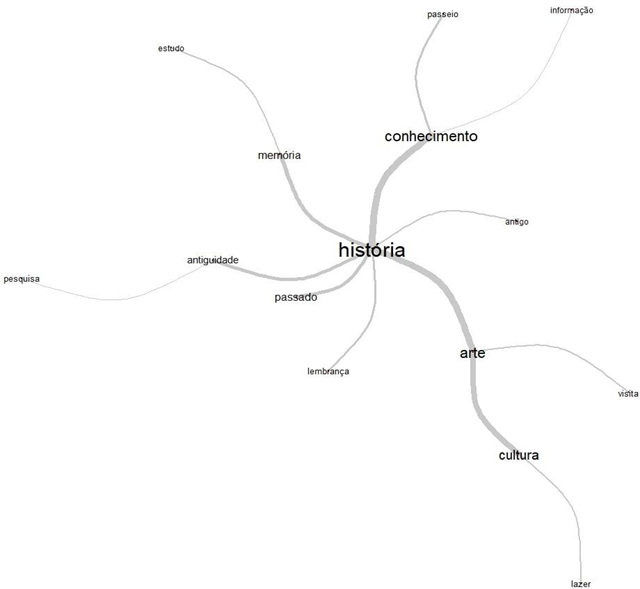 informação
passeio
estudo
conhecimento
memória
antigo
história
antiguidade
pesquisa
passado
arte
lembrança
visita
cultura
lazer